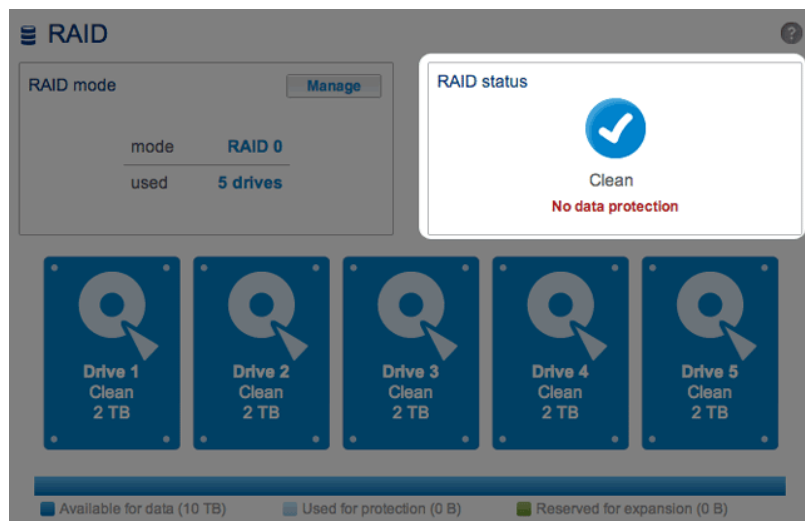 RAID
?
RAID mode
Manage
mode RAID 0
used 5 drives
RAID status
Clean
No data protection
Drive 1
Clean
2 TB
Drive 2
Clean
2 TB
Drive 3
Clean
2 TB
Drive 4
Clean
2 TB
Drive 5
Clean
2 TB
Available for data (10 TB) Used for protection (0 B) Reserved for expansion (0 B)